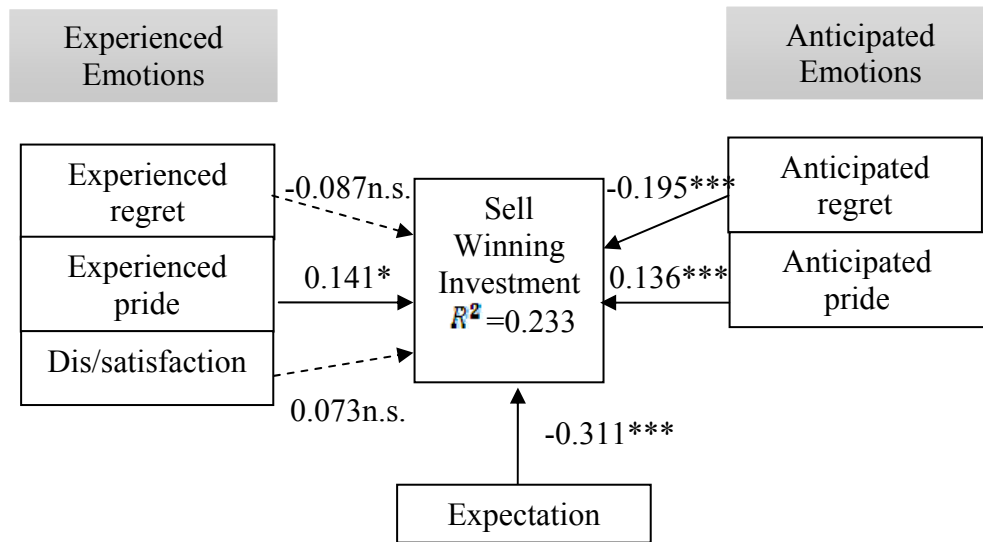 Experienced
Emotions
Anticipated
Emotions
Experienced
regret
-0.087n.s.
Experienced
pride
0.141*
Dis/satisfaction
0.073n.s.
Sell
Winning
Investment
R² =0.233
-0.195***
Anticipated
regret
0.136***
Anticipated
pride
-0.311***
Expectation